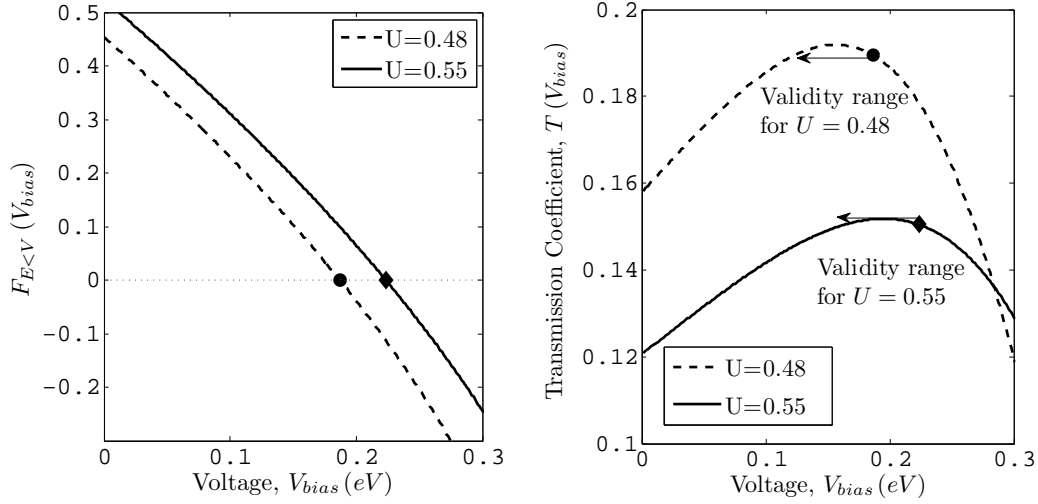 0.5
0.4
0.3
0.2
0.1
0
-0.1
-0.2
0
0.1
0.2
0.3
F_{E<V} (V_{bias})
Voltage, V_{bias} (eV)
U=0.48
U=0.55
0.2
0.18
0.16
0.14
0.12
0.1
0
0.1
0.2
0.3
Transmission Coefficient, T (V_{bias})
Voltage, V_{bias} (eV)
Validity range
for U = 0.48
Validity range
for U = 0.55
U=0.48
U=0.55